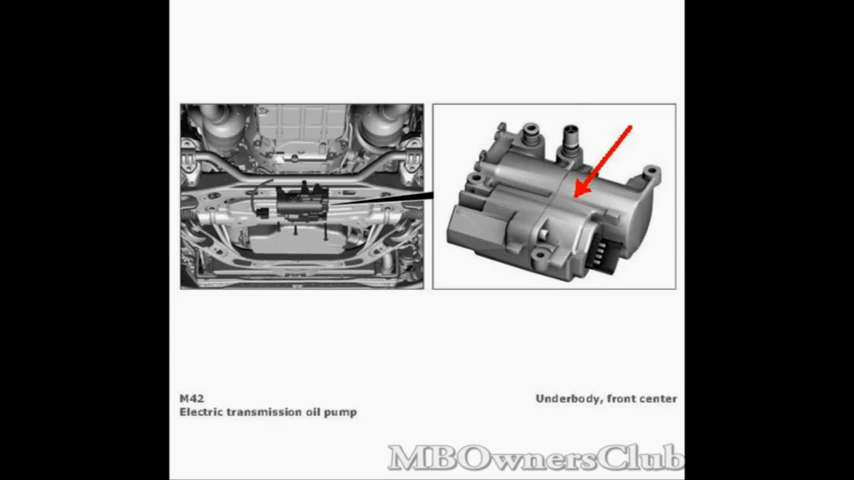 M42
Electric transmission oil pump
Underbody, front center
MBOwnersClub